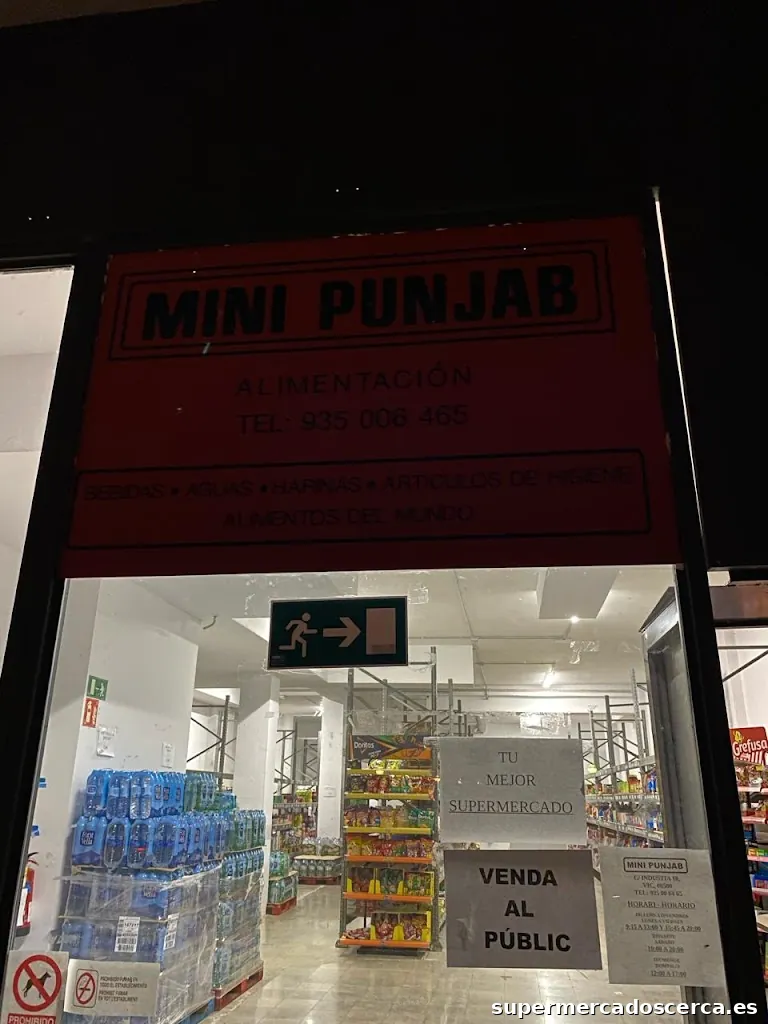 MINI PUNJAB
ALIMENTACIÓN
TEL: 935 006 465
BEBIDAS • AGUAS • HARINAS • ARTICULOS DE HIGIENE
ALIMENTOS DEL MUNDO
Doritos
Grefusa
TU
MEJOR
SUPERMERCADO
VENDA
AL
PÚBLIC
MINI PUNJAB
HORARI - HORARIO
PROHIBIDO
supermercadoscerca.es